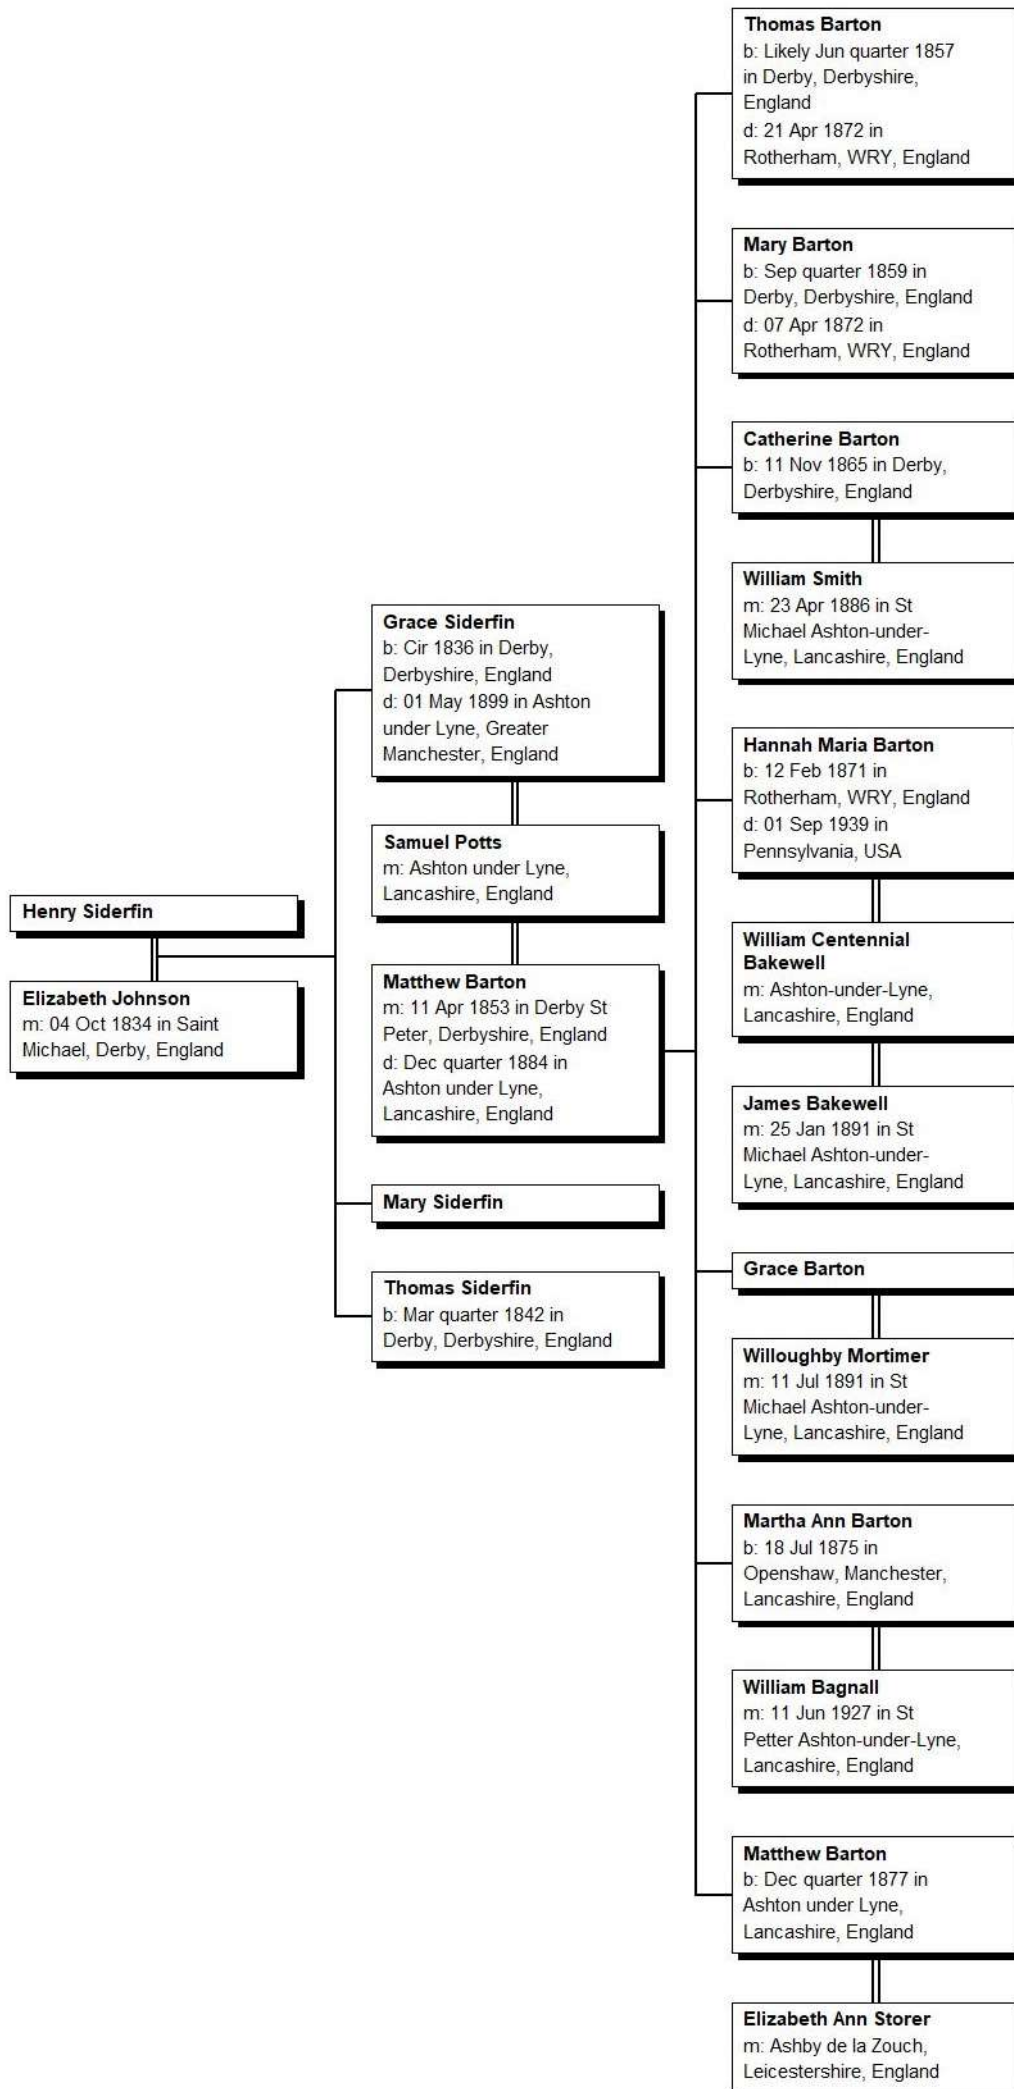 Henry Siderfin
Elizabeth Johnson
m: 04 Oct 1834 in Saint
Michael, Derby, England
Grace Siderfin
b: Cir 1836 in Derby,
Derbyshire, England
d: 01 May 1899 in Ashton
under Lyne, Greater
Manchester, England
Samuel Potts
m: Ashton under Lyne,
Lancashire, England
Matthew Barton
m: 11 Apr 1853 in Derby St
Peter, Derbyshire, England
d: Dec quarter 1884 in
Ashton under Lyne,
Lancashire, England
Mary Siderfin
Thomas Siderfin
b: Mar quarter 1842 in
Derby, Derbyshire, England
Thomas Barton
b: Likely Jun quarter 1857
in Derby, Derbyshire,
England
d: 21 Apr 1872 in
Rotherham, WRY, England
Mary Barton
b: Sep quarter 1859 in
Derby, Derbyshire, England
d: 07 Apr 1872 in
Rotherham, WRY, England
Catherine Barton
b: 11 Nov 1865 in Derby,
Derbyshire, England
William Smith
m: 23 Apr 1886 in St
Michael Ashton-under-
Lyne, Lancashire, England
Hannah Maria Barton
b: 12 Feb 1871 in
Rotherham, WRY, England
d: 01 Sep 1939 in
Pennsylvania, USA
William Centennial
Bakewell
m: Ashton-under-Lyne,
Lancashire, England
James Bakewell
m: 25 Jan 1891 in St
Michael Ashton-under-
Lyne, Lancashire, England
Grace Barton
Willoughby Mortimer
m: 11 Jul 1891 in St
Michael Ashton-under-
Lyne, Lancashire, England
Martha Ann Barton
b: 18 Jul 1875 in
Openshaw, Manchester,
Lancashire, England
William Bagnall
m: 11 Jun 1927 in St
Petter Ashton-under-Lyne,
Lancashire, England
Matthew Barton
b: Dec quarter 1877 in
Ashton under Lyne,
Lancashire, England
Elizabeth Ann Storer
m: Ashby de la Zouch,
Leicestershire, England